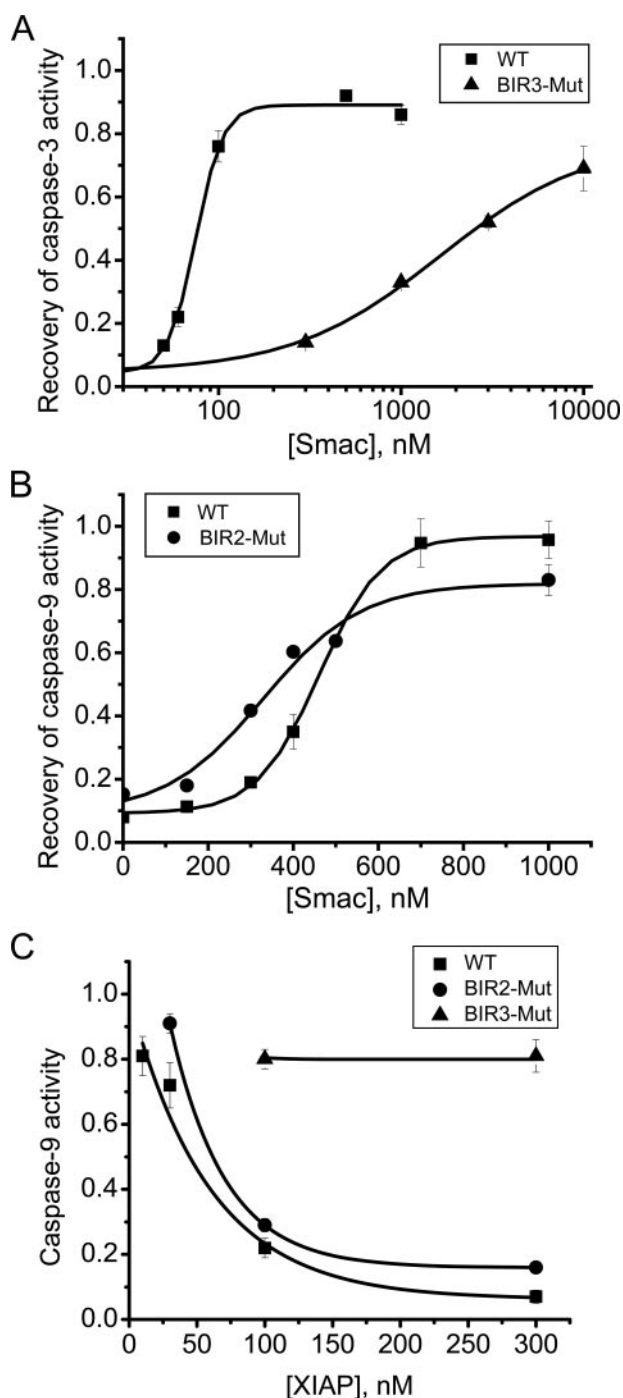 A
WT
BIR3-Mut
Recovery of caspase-3 activity
1.0
0.8
0.6
0.4
0.2
0.0
100
1000
10000
[Smac], nM
B
WT
BIR2-Mut
Recovery of caspase-9 activity
1.0
0.8
0.6
0.4
0.2
0.0
0
200
400
600
800
1000
[Smac], nM
C
WT
BIR2-Mut
BIR3-Mut
Caspase-9 activity
1.0
0.8
0.6
0.4
0.2
0.0
0
50
100
150
200
250
300
[XIAP], nM